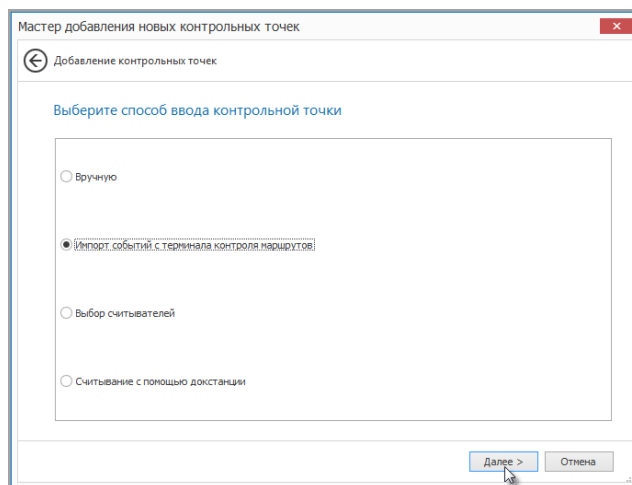 Мастер добавления новых контрольных точек
Добавление контрольных точек
Выберите способ ввода контрольной точки
Вручную
Импорт событий с терминала контроля маршрутов
Выбор считывателей
Считывание с помощью докстанции
Далее >
Отмена